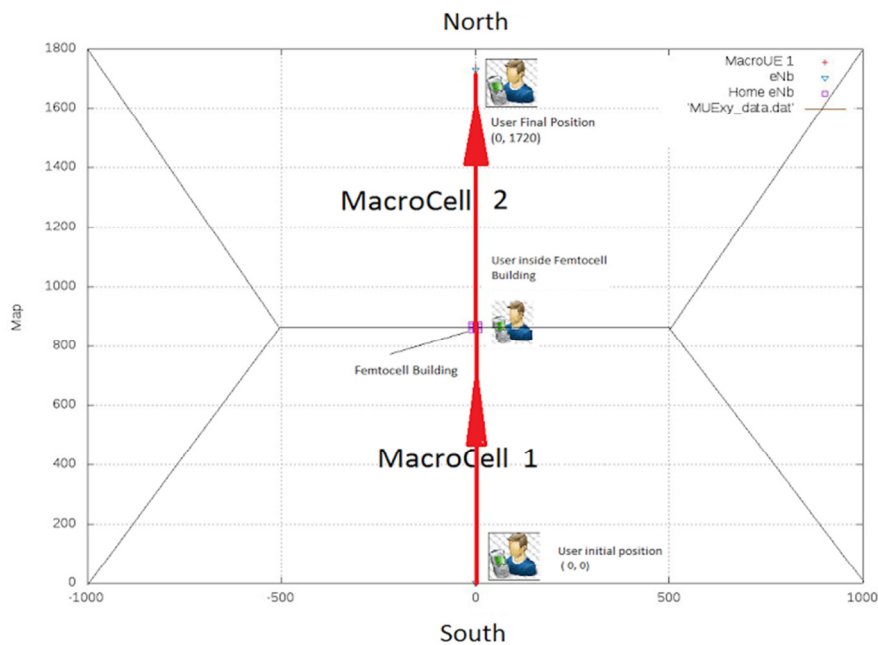 North
1800
1600
1400
1200
1000
800
600
400
200
0
Map
MacroUE 1
eNb
Home eNb
'MUExy_data.dat'
User Final Position
(0, 1720)
MacroCell 2
User inside Femtocell
Building
Femtocell Building
MacroCell 1
User initial position
( 0, 0)
-1000
-500
0
500
1000
South